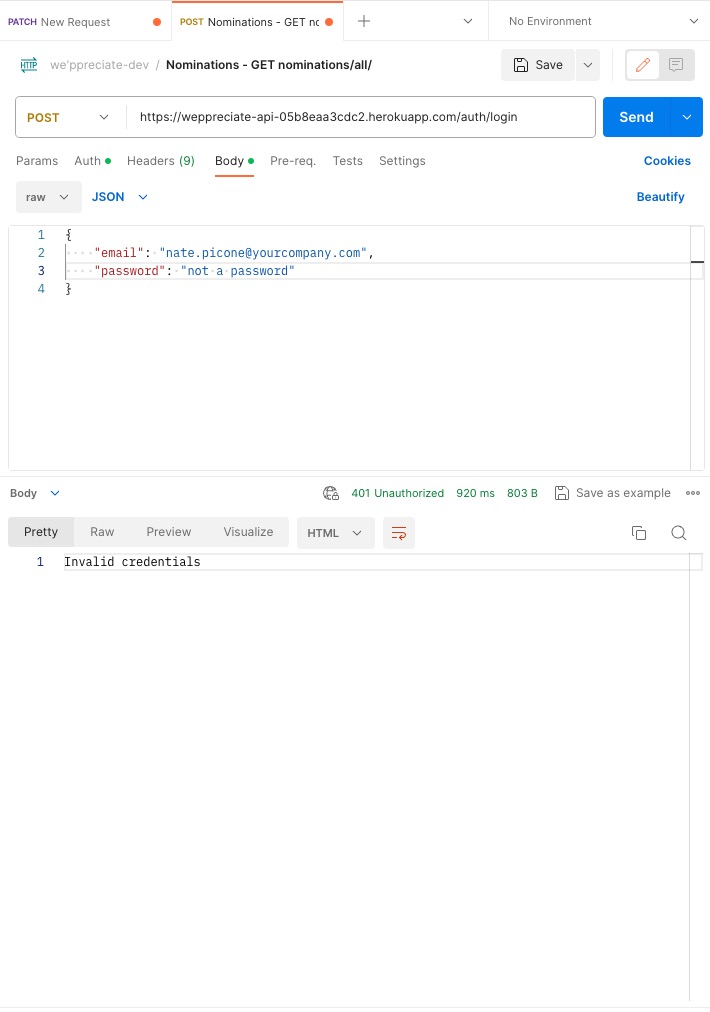 PATCH New Request
POST Nominations - GET no
No Environment
HTTP we'ppreciate-dev / Nominations - GET nominations/all/
Save
POST
https://weppreciate-api-05b8eaa3cdc2.herokuapp.com/auth/login
Send
Params Auth Headers (9) Body Pre-req. Tests Settings
Cookies
raw JSON
Beautify
1 {
2 ····"email":·"nate.picone@yourcompany.com",
3 ····"password":·"not·a·password"
4 }
Body
401 Unauthorized 920 ms 803 B Save as example
Pretty Raw Preview Visualize HTML
1 Invalid credentials